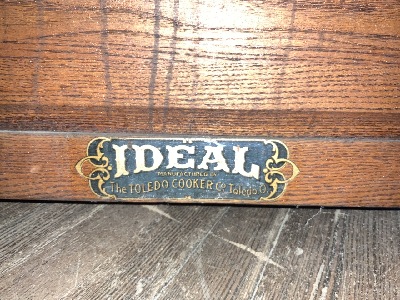 IDEAL
MANUFACTURED BY
THE TOLEDO COOKER Co. TOLEDO O.